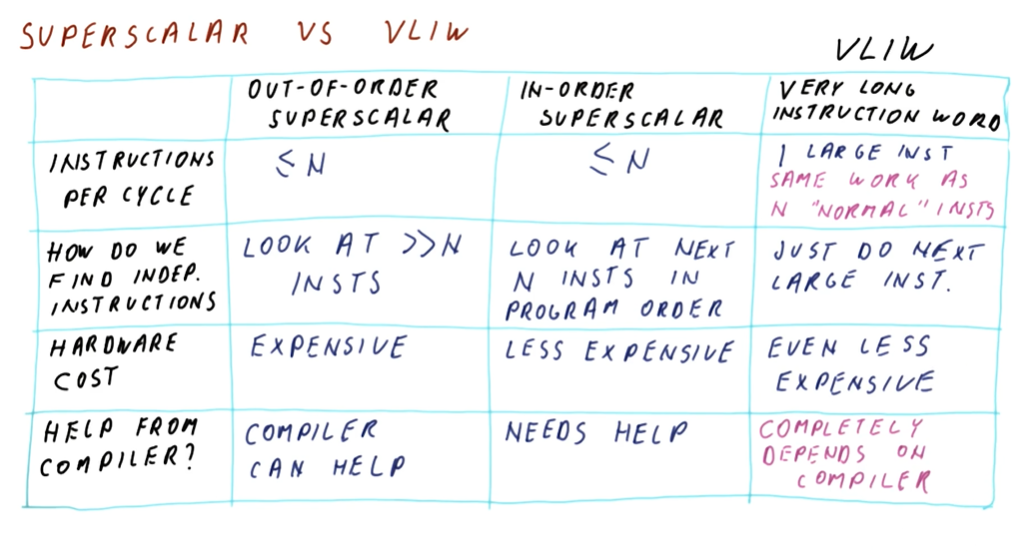 SUPERSCALAR VS VLIW
VLIW
OUT-OF-ORDER
SUPERSCALAR
IN-ORDER
SUPERSCALAR
VERY LONG
INSTRUCTION WORD
INSTRUCTIONS
PER CYCLE
≤ N
≤ N
1 LARGE INST
SAME WORK AS
N "NORMAL" INSTS
HOW DO WE
FIND INDEP.
INSTRUCTIONS
LOOK AT >>N
INSTS
LOOK AT NEXT
N INSTS IN
PROGRAM ORDER
JUST DO NEXT
LARGE INST.
HARDWARE
COST
EXPENSIVE
LESS EXPENSIVE
EVEN LESS
EXPENSIVE
HELP FROM
COMPILER?
COMPILER
CAN HELP
NEEDS HELP
COMPLETELY
DEPENDS ON
COMPILER